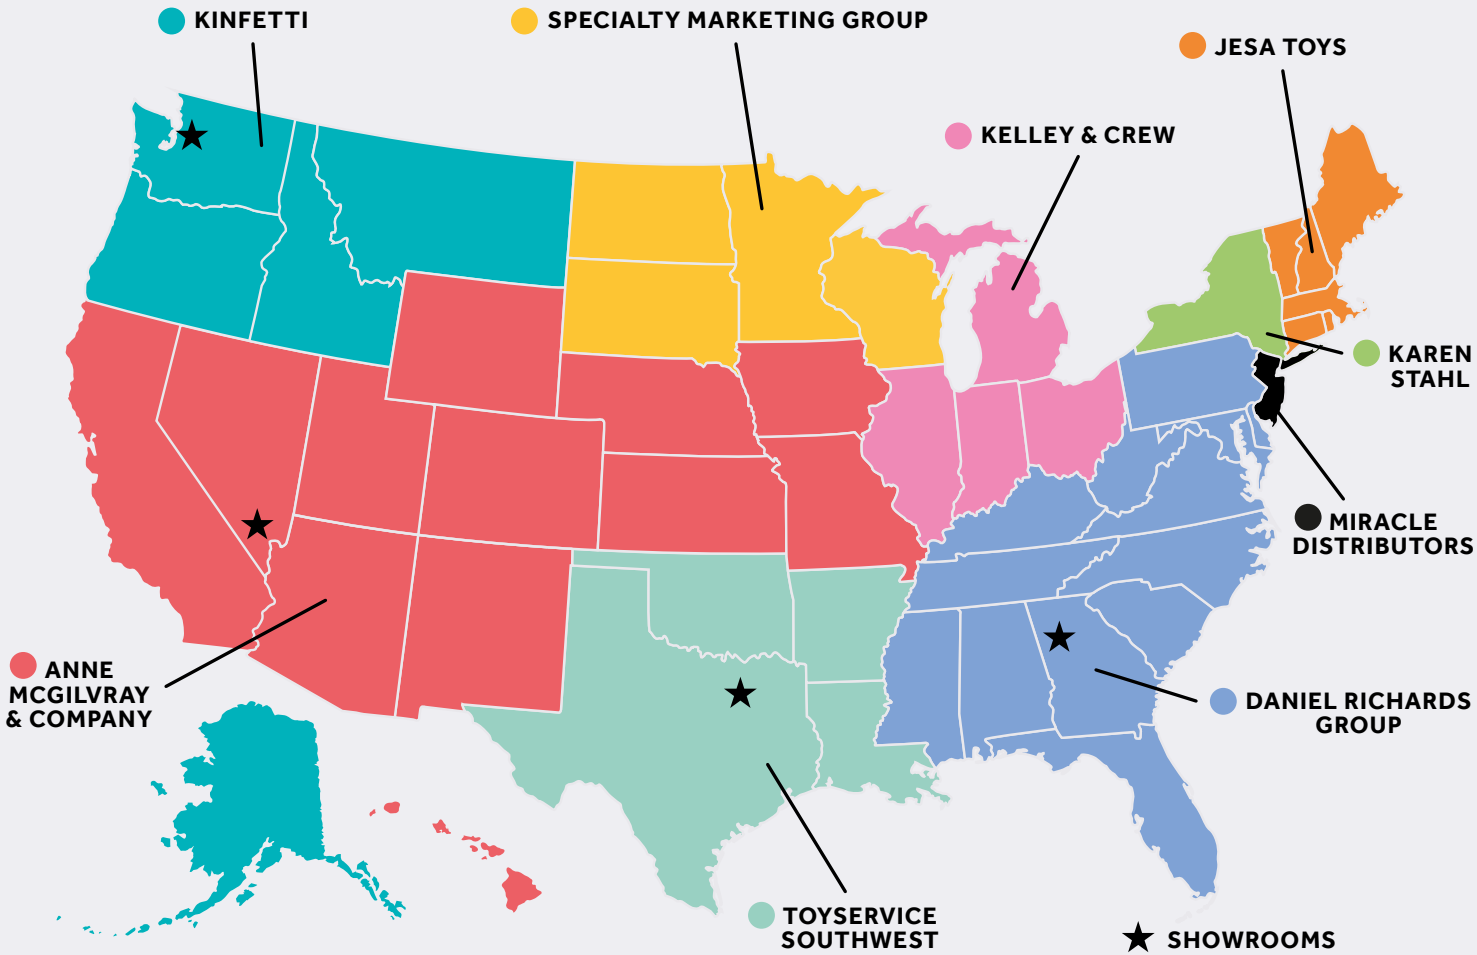 KINFETTI
SPECIALTY MARKETING GROUP
JESA TOYS
KELLEY & CREW
KAREN
STAHL
MIRACLE
DISTRIBUTORS
ANNE
MCGILVRAY
& COMPANY
DANIEL RICHARDS
GROUP
TOYSERVICE
SOUTHWEST
SHOWROOMS